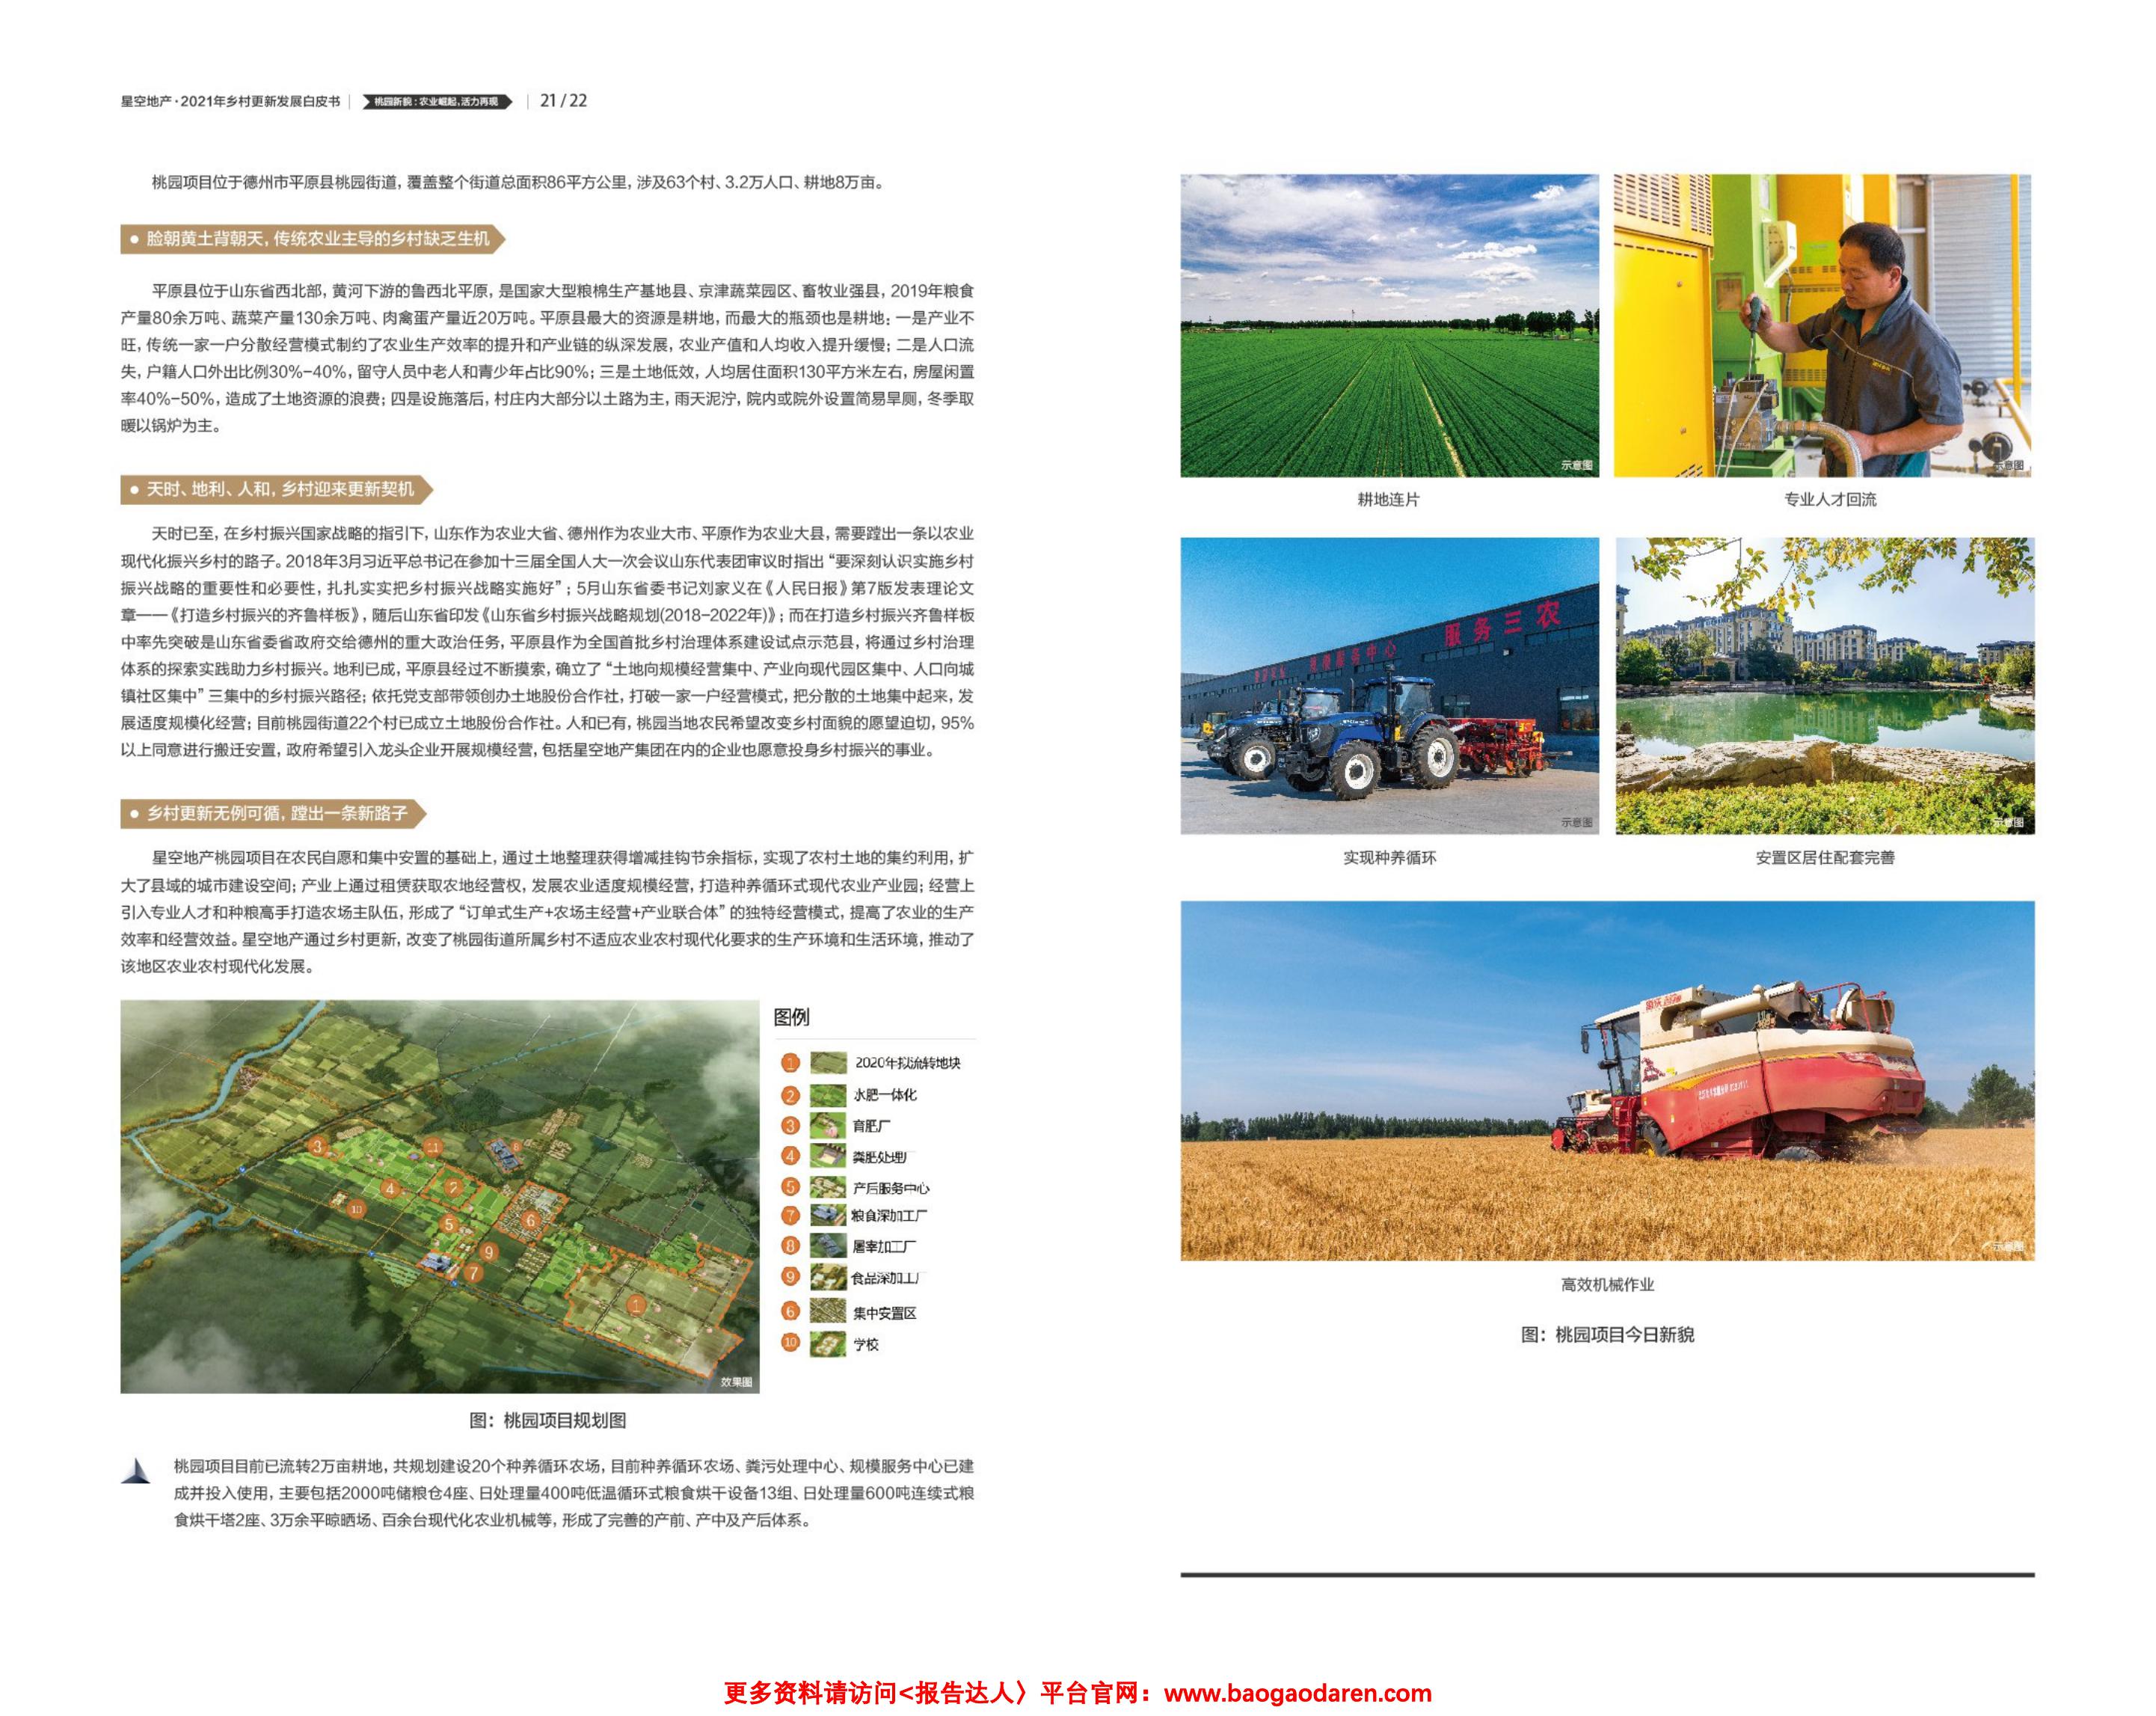 星空地产·2021年乡村更新发展白皮书 | 桃园新貌：农业崛起，活力再现 | 21 / 22
桃园项目位于德州市平原县桃园街道，覆盖整个街道总面积86平方公里，涉及63个村、3.2万人口、耕地8万亩。
● 脸朝黄土背朝天，传统农业主导的乡村缺乏生机
平原县位于山东省西北部，黄河下游的鲁西北平原，是国家大型粮棉生产基地县、京津蔬菜园区、畜牧业强县，2019年粮食
产量80余万吨、蔬菜产量130余万吨、肉禽蛋产量近20万吨。平原县最大的资源是耕地，而最大的瓶颈也是耕地；一是产业不
旺，传统一家一户分散经营模式制约了农业生产效率的提升和产业链的纵深发展，农业产值和人均收入提升缓慢；二是人口流
失，户籍人口外出比例30%-40%，留守人员中老人和青少年占比90%；三是土地低效，人均居住面积130平方米左右，房屋闲置
率40%-50%，造成了土地资源的浪费；四是设施落后，村庄内大部分以土路为主，雨天泥泞，院内或院外设置简易旱厕，冬季取
暖以锅炉为主。
● 天时、地利、人和，乡村迎来更新契机
天时已至，在乡村振兴国家战略的指引下，山东作为农业大省、德州作为农业大市、平原作为农业大县，需要蹚出一条以农业
现代化振兴乡村的路子。2018年3月习近平总书记在参加十三届全国人大一次会议山东代表团审议时指出“要深刻认识实施乡村
振兴战略的重要性和必要性，扎扎实实把乡村振兴战略实施好”；5月山东省委书记刘家义在《人民日报》第7版发表理论文
章——《打造乡村振兴的齐鲁样板》，随后山东省印发《山东省乡村振兴战略规划(2018-2022年)》；而在打造乡村振兴齐鲁样板
中率先突破是山东省委省政府交给德州的重大政治任务，平原县作为全国首批乡村治理体系建设试点示范县，将通过乡村治理
体系的探索实践助力乡村振兴。地利已成，平原县经过不断摸索，确立了“土地向规模经营集中、产业向现代园区集中、人口向城
镇社区集中”三集中的乡村振兴路径；依托党支部带领创办土地股份合作社，打破一家一户经营模式，把分散的土地集中起来，发
展适度规模化经营；目前桃园街道22个村已成立土地股份合作社。人和已有，桃园当地农民希望改变乡村面貌的愿望迫切，95%
以上同意进行搬迁安置，政府希望引入龙头企业开展规模经营，包括星空地产集团在内的企业也愿意投身乡村振兴的事业。
● 乡村更新无例可循，蹚出一条新路子
星空地产桃园项目在农民自愿和集中安置的基础上，通过土地整理获得增减挂钩节余指标，实现了农村土地的集约利用，扩
大了县域的城市建设空间；产业上通过租赁获取农地经营权，发展农业适度规模经营，打造种养循环式现代农业产业园；经营上
引入专业人才和种粮高手打造农场主队伍，形成了“订单式生产+农场主经营+产业联合体”的独特经营模式，提高了农业的生产
效率和经营效益。星空地产通过乡村更新，改变了桃园街道所属乡村不适应农业农村现代化要求的生产环境和生活环境，推动了
该地区农业农村现代化发展。
图例
1 2020年拟流转地块
2 水肥一体化
3 育肥厂
4 粪肥处理厂
5 产后服务中心
7 粮食深加工厂
8 屠宰加工厂
9 食品深加工厂
6 集中安置区
10 学校
3
11
8
4
2
10
5
6
9
7
1
效果图
图：桃园项目规划图
桃园项目目前已流转2万亩耕地，共规划建设20个种养循环农场，目前种养循环农场、粪污处理中心、规模服务中心已建
成并投入使用，主要包括2000吨储粮仓4座、日处理量400吨低温循环式粮食烘干设备13组、日处理量600吨连续式粮
食烘干塔2座、3万余平晾晒场、百余台现代化农业机械等，形成了完善的产前、产中及产后体系。
示意图
示意图
耕地连片
专业人才回流
服务三农
服务中心
示意图
示意图
实现种养循环
安置区居住配套完善
示意图
高效机械作业
图：桃园项目今日新貌
更多资料请访问<报告达人〉平台官网：www.baogaodaren.com